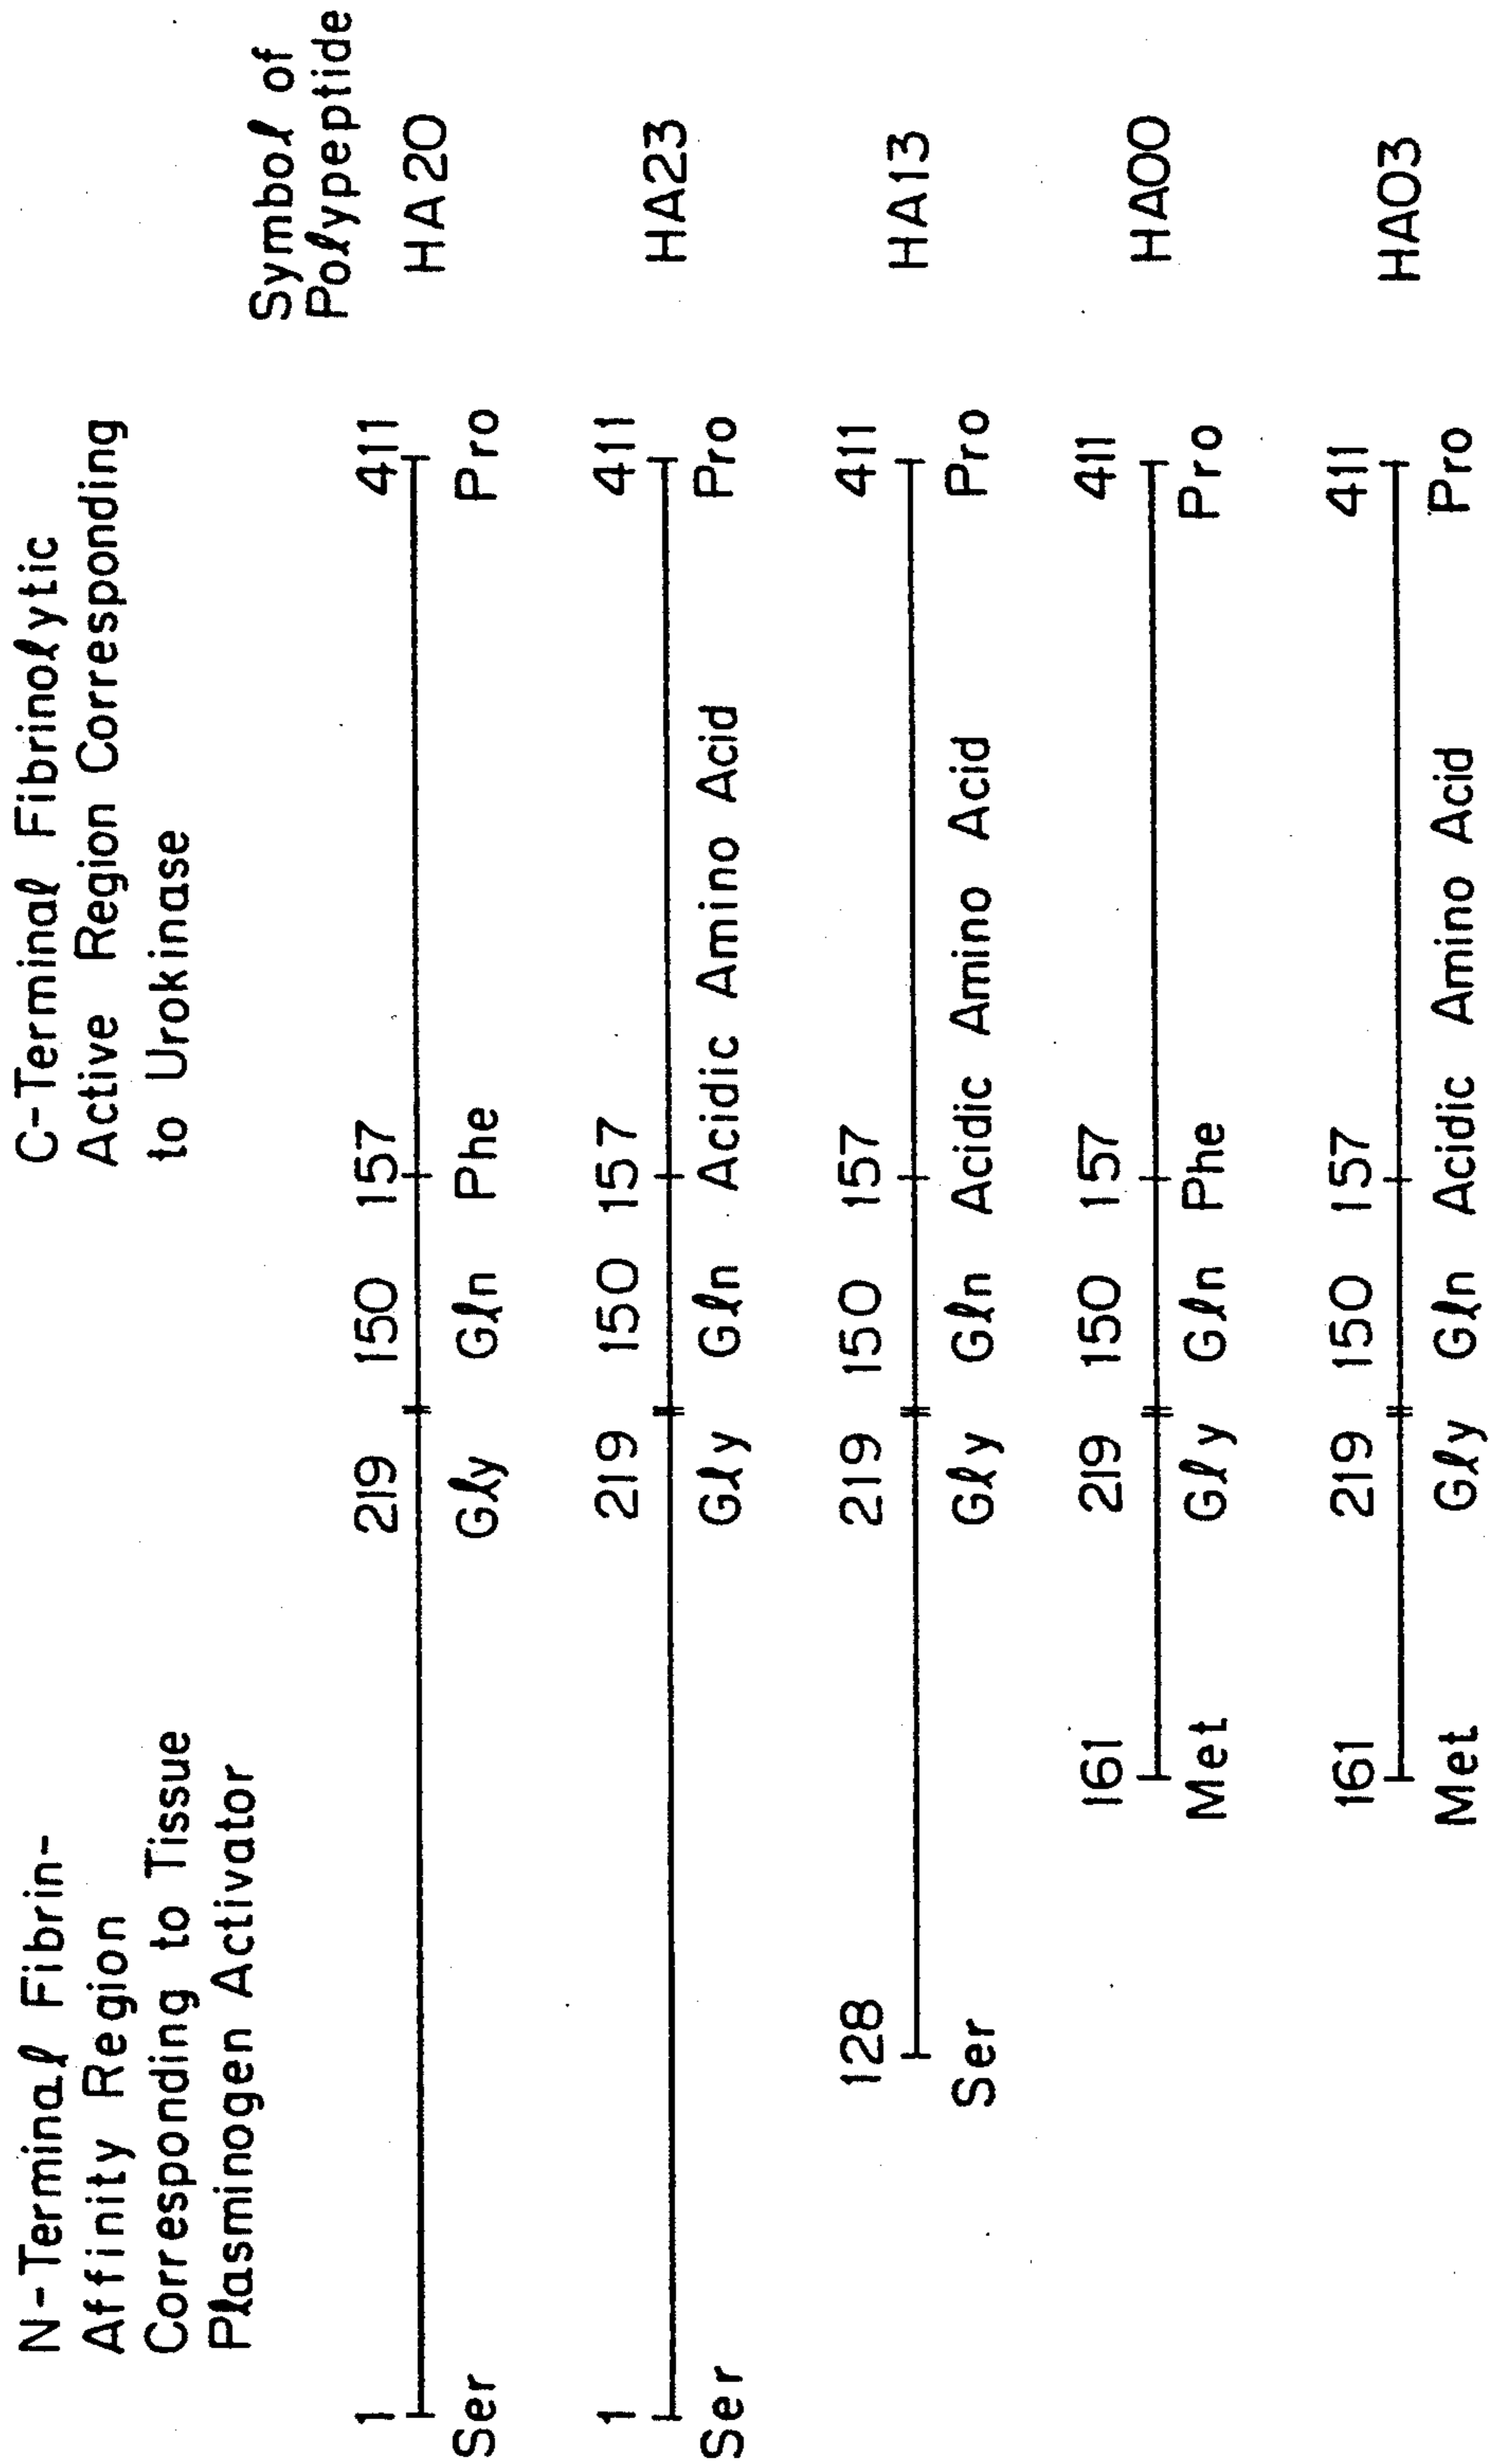 N-Terminal Fibrin-
Affinity Region
Corresponding to Tissue
Plasminogen Activator
C-Terminal Fibrinolytic
Active Region Corresponding
to Urokinase
Symbol of
Polypeptide
1 219 150 157 411
Ser Gly Gln Phe Pro
HA20
1 219 150 157 411
Ser Gly Gln Acidic Amino Acid Pro
HA23
128 219 150 157 411
Ser Gly Gln Acidic Amino Acid Pro
HA13
161 219 150 157 411
Met Gly Gln Phe Pro
HA00
161 219 150 157 411
Met Gly Gln Acidic Amino Acid Pro
HA03